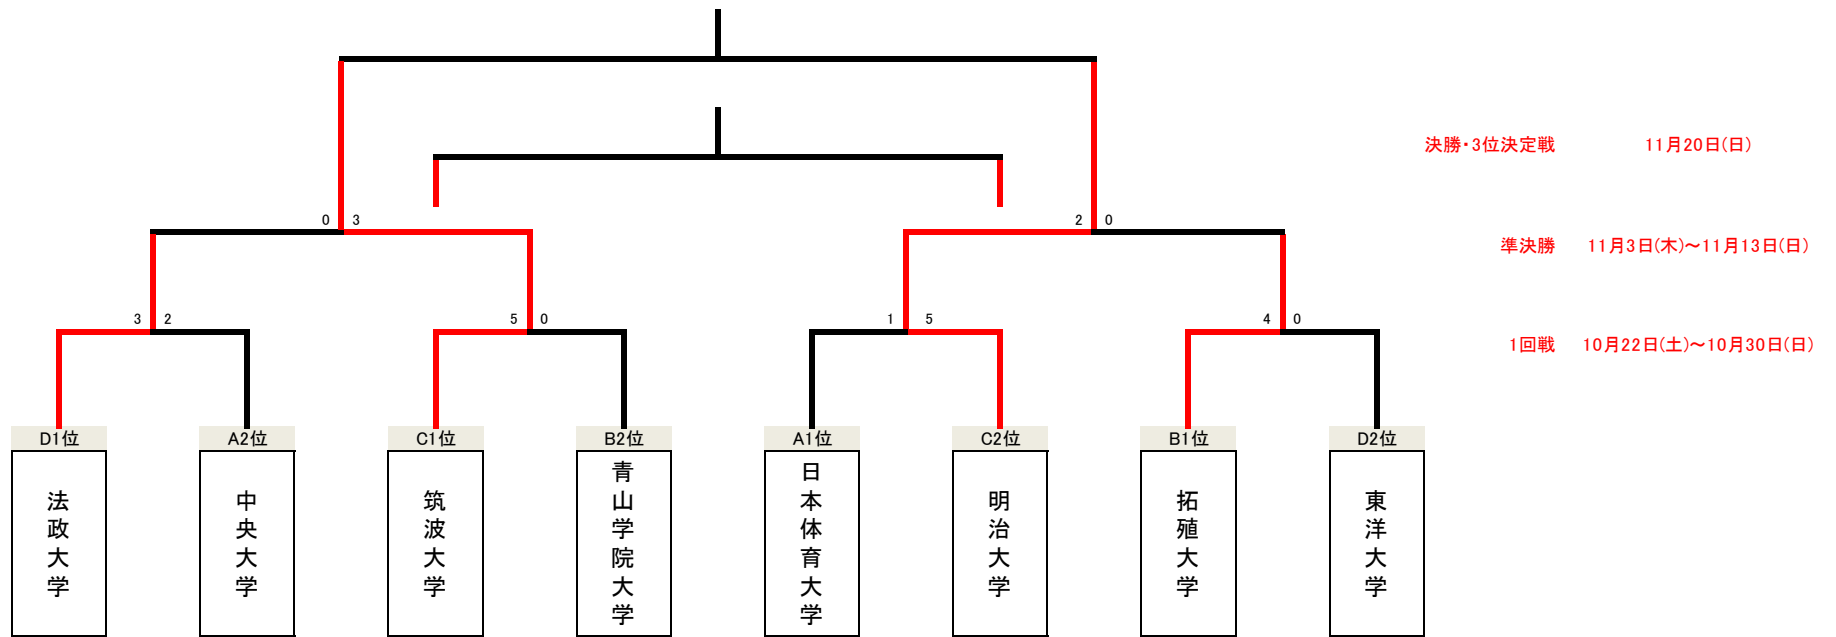 決勝・3位決定戦 11月20日(日)
0 3 2 0
準決勝 11月3日(木)～11月13日(日)
3 2 5 0 1 5 4 0
1回戦 10月22日(土)～10月30日(日)
D1位 A2位 C1位 B2位 A1位 C2位 B1位 D2位
法政大学
中央大学
筑波大学
青山学院大学
日本体育大学
明治大学
拓殖大学
東洋大学